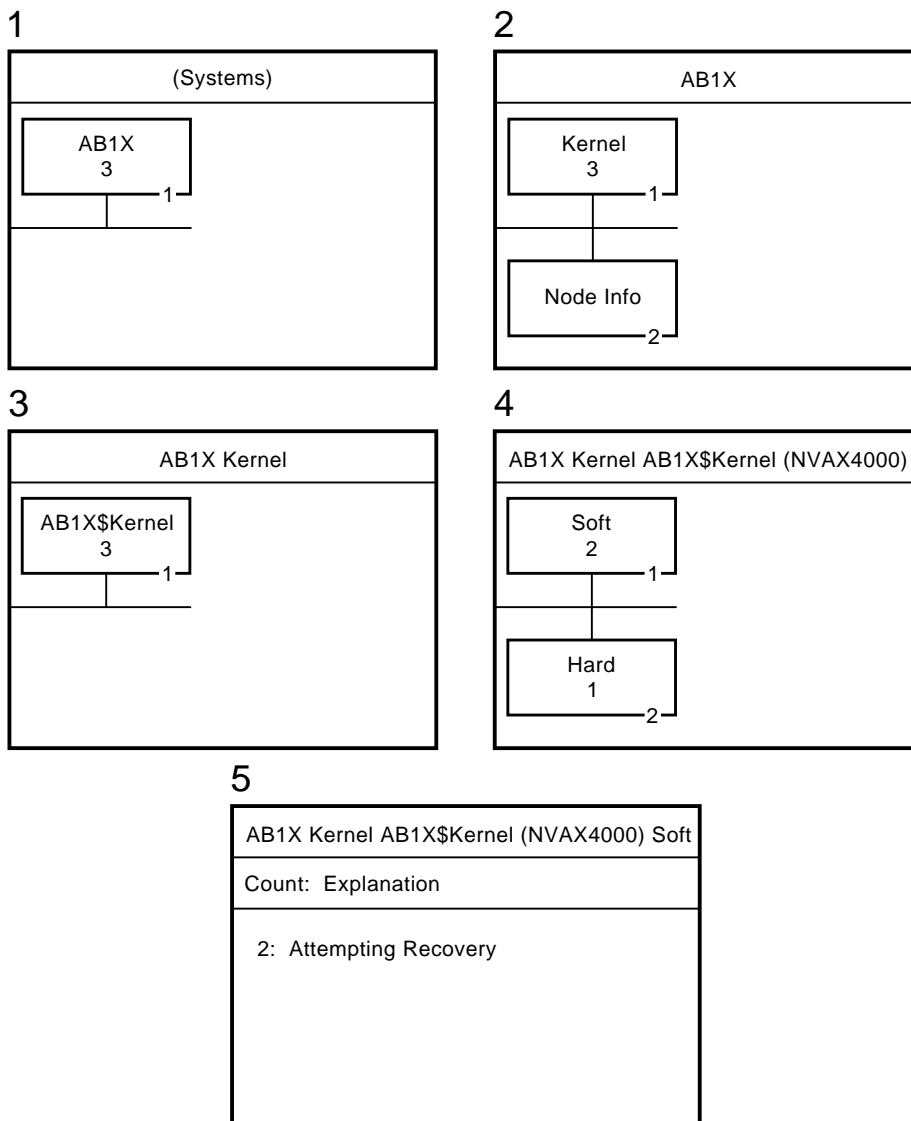 1
(Systems)
AB1X
3
1
2
AB1X
Kernel
3
1
Node Info
2
3
AB1X Kernel
AB1X$Kernel
3
1
4
AB1X Kernel AB1X$Kernel (NVAX4000)
Soft
2
1
Hard
1
2
5
AB1X Kernel AB1X$Kernel (NVAX4000) Soft
Count: Explanation
2: Attempting Recovery